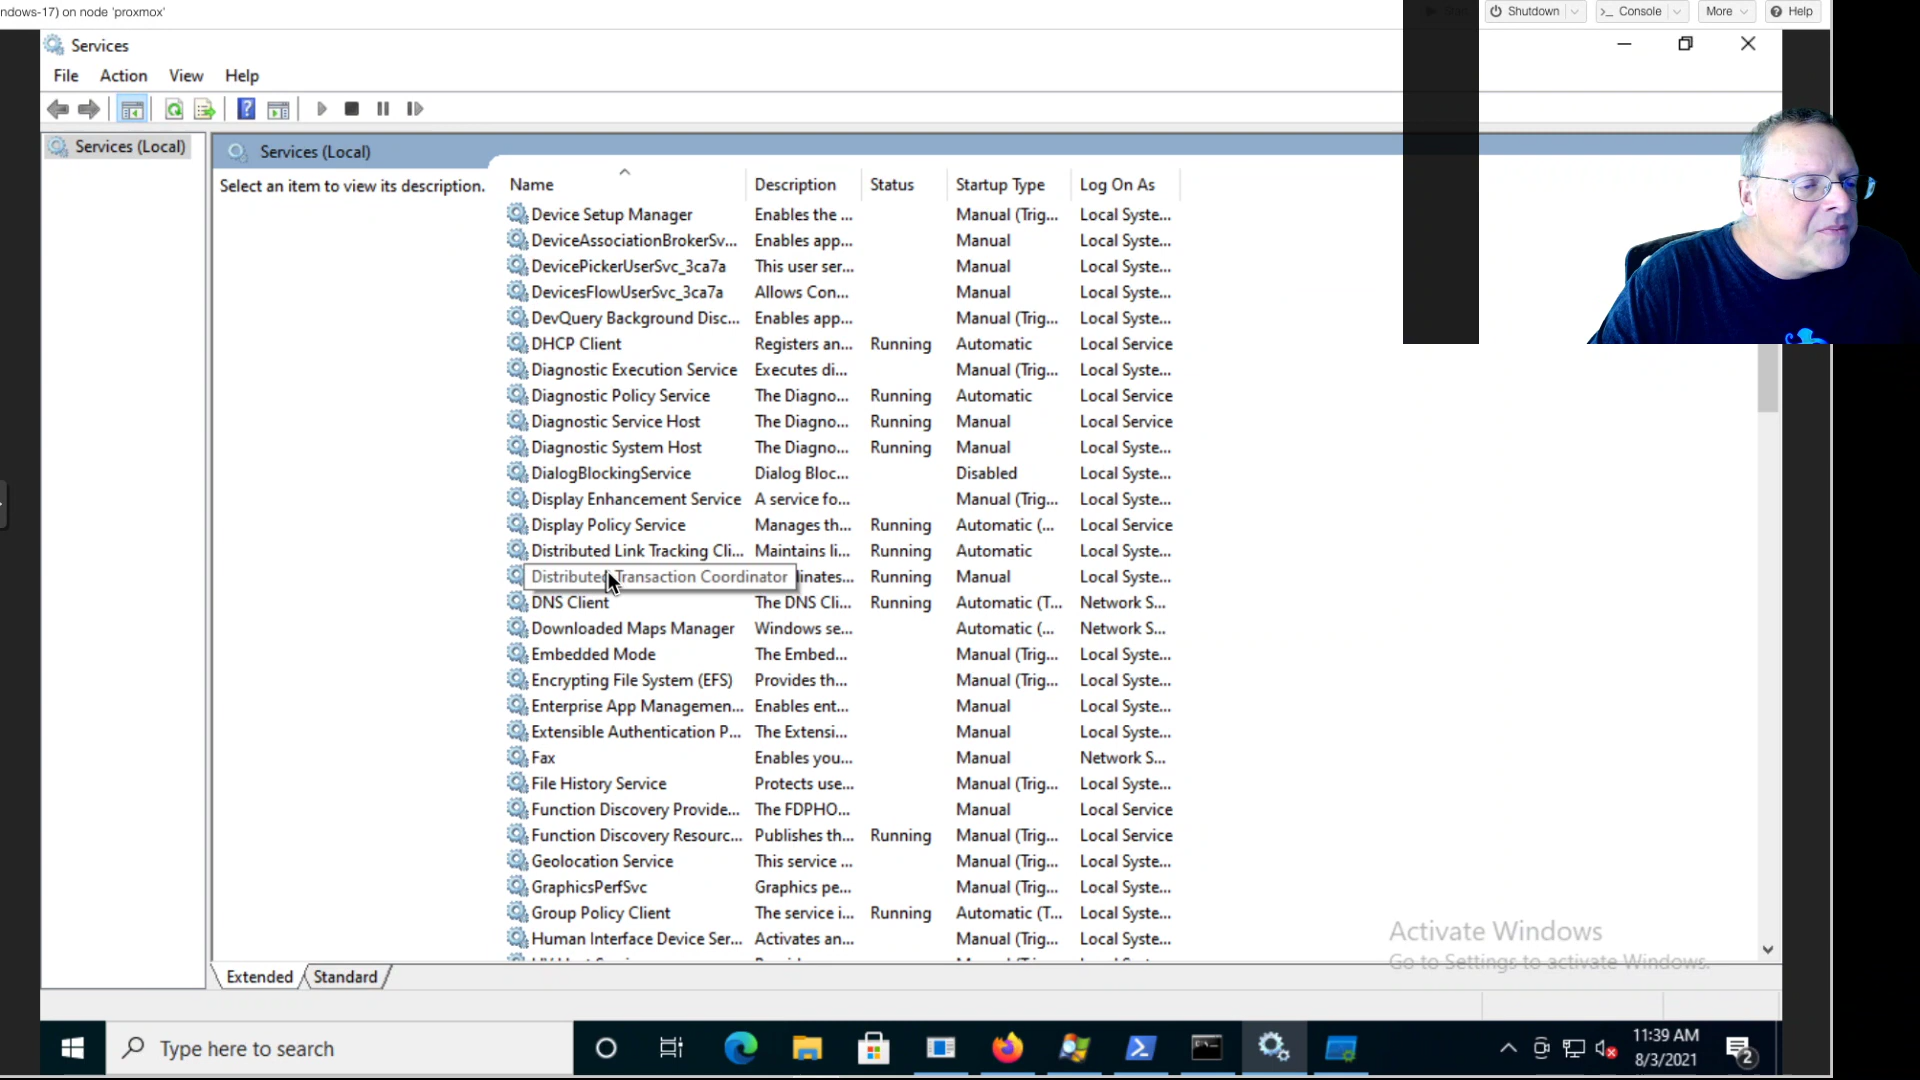 ndows-17) on node 'proxmox'
Shutdown
Console
More
Help
Services
File Action View Help
Services (Local)
Services (Local)
Select an item to view its description.
Name Description Status Startup Type Log On As
Device Setup Manager Enables the ... Manual (Trig... Local Syste...
DeviceAssociationBrokerSv... Enables app... Manual Local Syste...
DevicePickerUserSvc_3ca7a This user ser... Manual Local Syste...
DevicesFlowUserSvc_3ca7a Allows Con... Manual Local Syste...
DevQuery Background Disc... Enables app... Manual (Trig... Local Syste...
DHCP Client Registers an... Running Automatic Local Service
Diagnostic Execution Service Executes di... Manual (Trig... Local Syste...
Diagnostic Policy Service The Diagno... Running Automatic Local Service
Diagnostic Service Host The Diagno... Running Manual Local Service
Diagnostic System Host The Diagno... Running Manual Local Syste...
DialogBlockingService Dialog Bloc... Disabled Local Syste...
Display Enhancement Service A service fo... Manual (Trig... Local Syste...
Display Policy Service Manages th... Running Automatic (... Local Service
Distributed Link Tracking Cli... Maintains li... Running Automatic Local Syste...
Distributed Transaction Coordinator linates... Running Manual Network S...
DNS Client The DNS Cli... Running Automatic (T... Network S...
Downloaded Maps Manager Windows se... Automatic (... Network S...
Embedded Mode The Embed... Manual (Trig... Local Syste...
Encrypting File System (EFS) Provides th... Manual (Trig... Local Syste...
Enterprise App Managemen... Enables ent... Manual Local Syste...
Extensible Authentication P... The Extensi... Manual Local Syste...
Fax Enables you... Manual Network S...
File History Service Protects use... Manual (Trig... Local Syste...
Function Discovery Provide... The FDPHO... Manual Local Service
Function Discovery Resourc... Publishes th... Running Manual (Trig... Local Service
Geolocation Service This service ... Manual (Trig... Local Syste...
GraphicsPerfSvc Graphics pe... Manual (Trig... Local Syste...
Group Policy Client The service i... Running Automatic (T... Local Syste...
Human Interface Device Ser... Activates an... Manual (Trig... Local Syste...
Activate Windows
Go to Settings to activate Windows.
Extended Standard
Type here to search
11:39 AM
8/3/2021
2